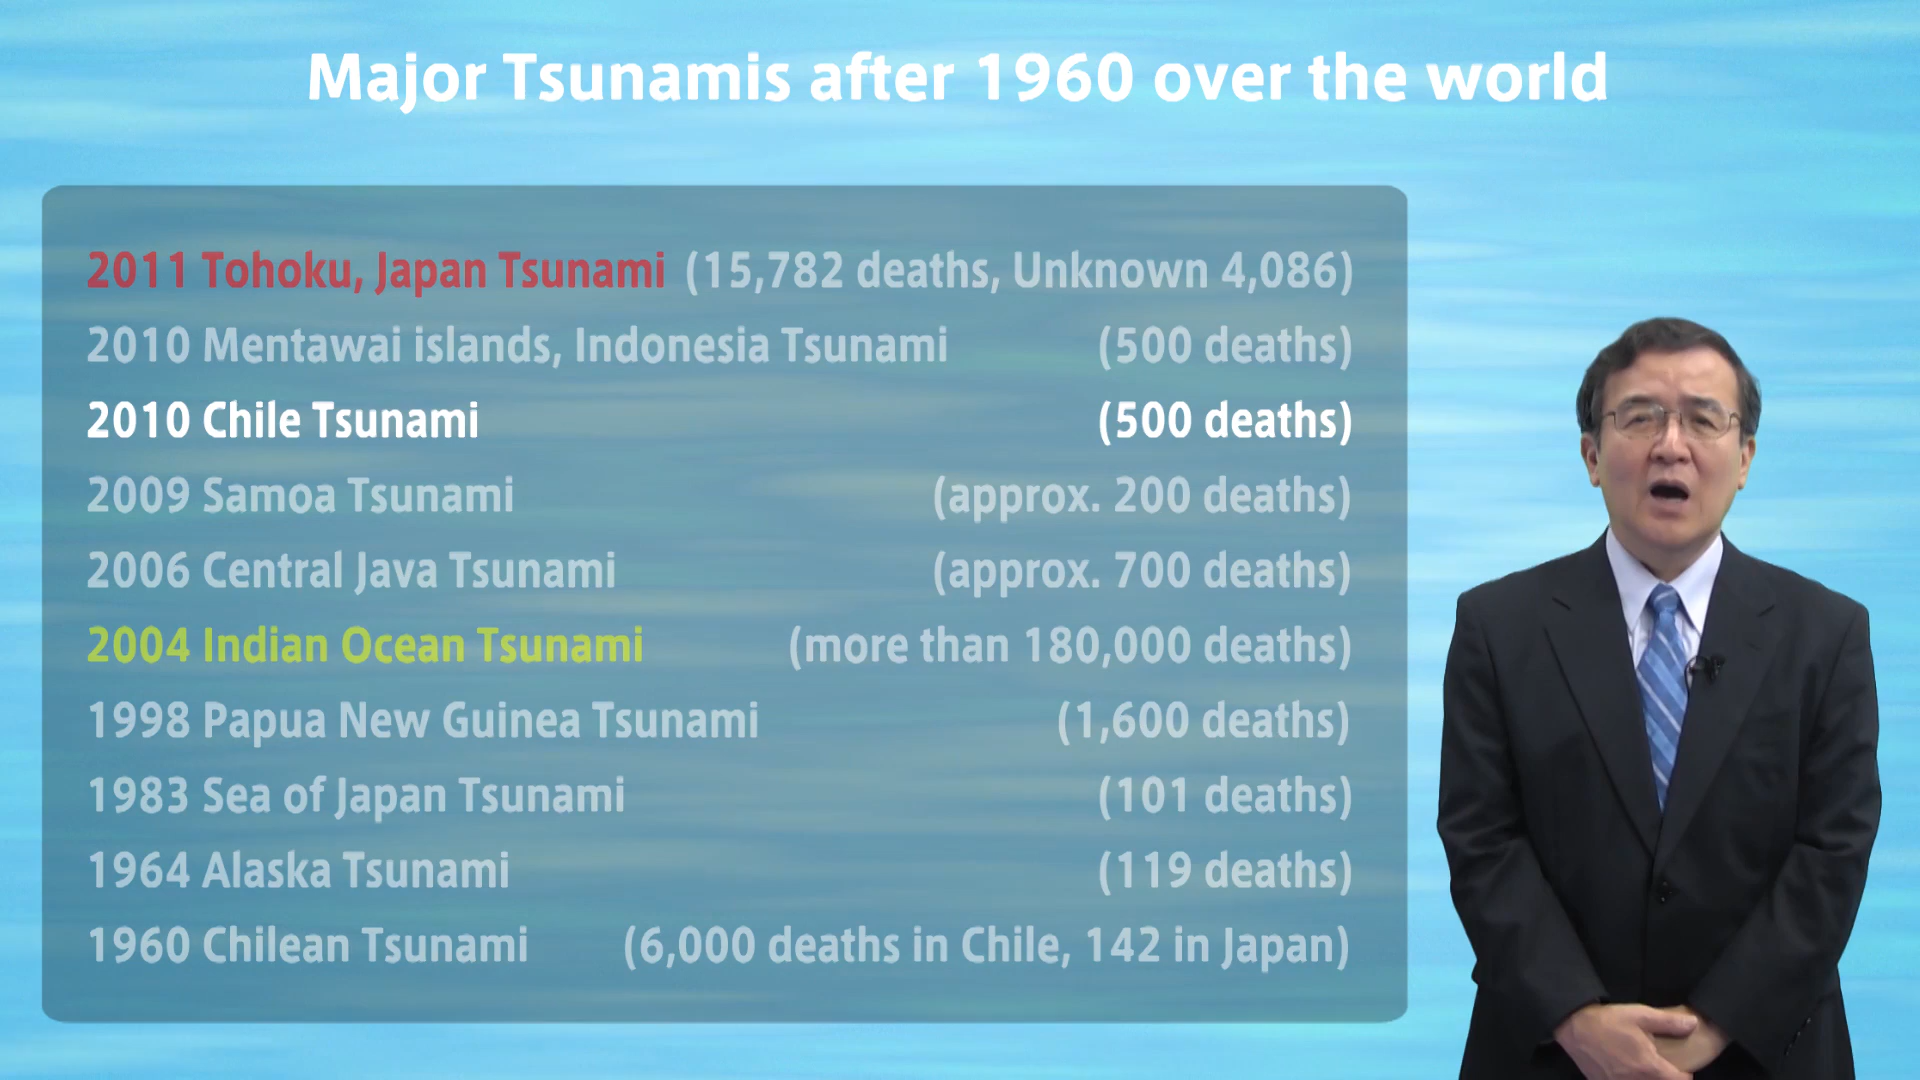 Major Tsunamis after 1960 over the world
2011 Tohoku, Japan Tsunami (15,782 deaths, Unknown 4,086)
2010 Mentawai islands, Indonesia Tsunami (500 deaths)
2010 Chile Tsunami (500 deaths)
2009 Samoa Tsunami (approx. 200 deaths)
2006 Central Java Tsunami (approx. 700 deaths)
2004 Indian Ocean Tsunami (more than 180,000 deaths)
1998 Papua New Guinea Tsunami (1,600 deaths)
1983 Sea of Japan Tsunami (101 deaths)
1964 Alaska Tsunami (119 deaths)
1960 Chilean Tsunami (6,000 deaths in Chile, 142 in Japan)